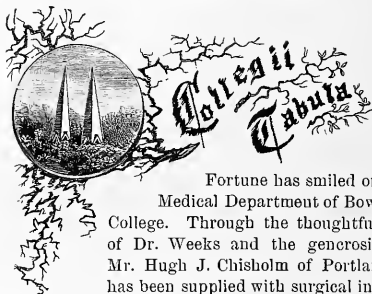 Collegii
Tabula
Fortune has smiled on
Medical Department of Bow
College. Through the thoughtfu
of Dr. Weeks and the generosi
Mr. Hugh J. Chisholm of Portla
has been supplied with surgical in